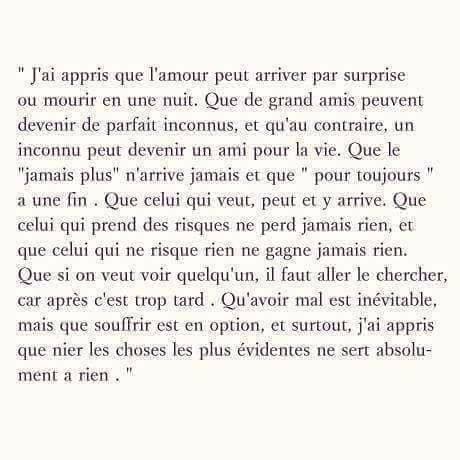 " J'ai appris que l'amour peut arriver par surprise
ou mourir en une nuit. Que de grand amis peuvent
devenir de parfait inconnus, et qu'au contraire, un
inconnu peut devenir un ami pour la vie. Que le
"jamais plus" n'arrive jamais et que " pour toujours "
a une fin . Que celui qui veut, peut et y arrive. Que
celui qui prend des risques ne perd jamais rien, et
que celui qui ne risque rien ne gagne jamais rien.
Que si on veut voir quelqu'un, il faut aller le chercher,
car après c'est trop tard . Qu'avoir mal est inévitable,
mais que souffrir est en option, et surtout, j'ai appris
que nier les choses les plus évidentes ne sert absolu-
ment a rien . "